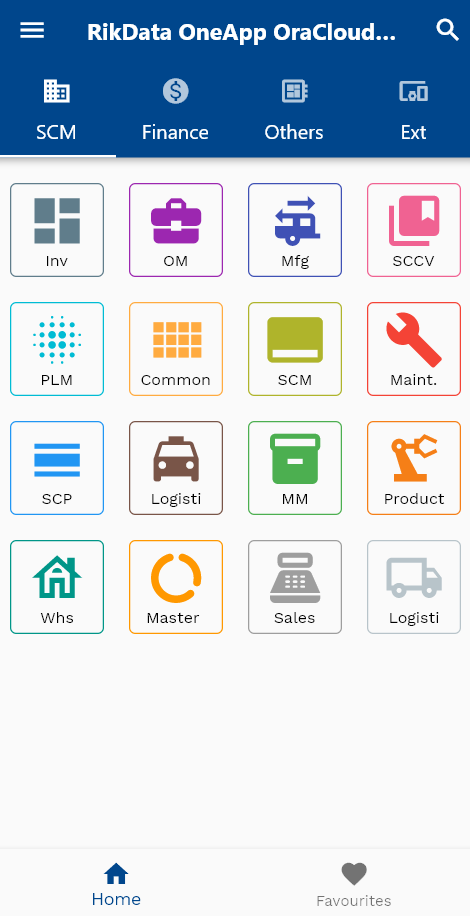 RikData OneApp OraCloud...
SCM Finance Others Ext
Inv OM Mfg SCCV
PLM Common SCM Maint.
SCP Logisti MM Product
Whs Master Sales Logisti
Home Favourites